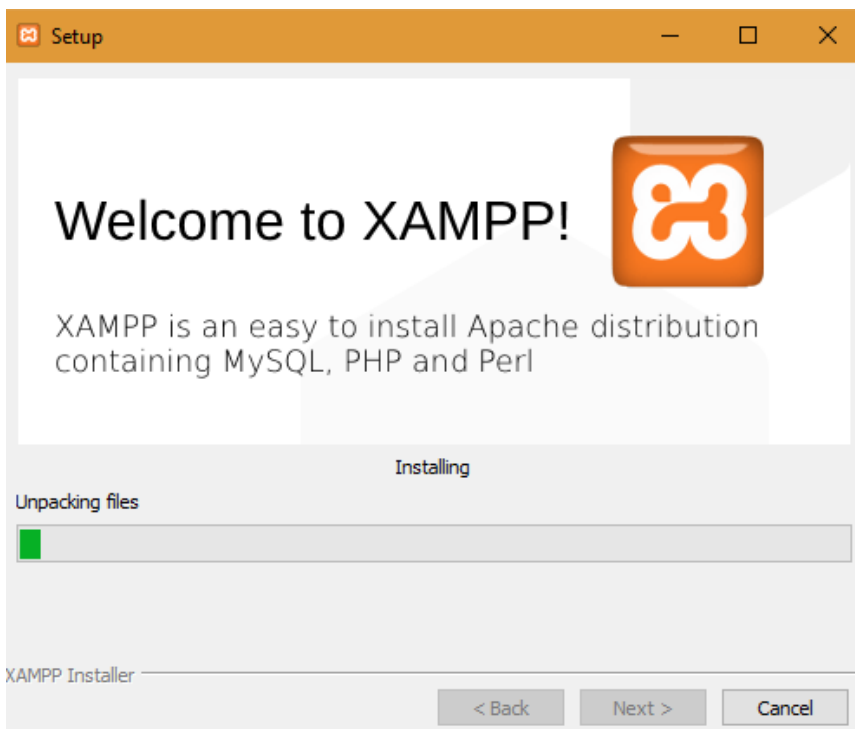 Setup
Welcome to XAMPP!
XAMPP is an easy to install Apache distribution
containing MySQL, PHP and Perl
Installing
Unpacking files
XAMPP Installer
< Back
Next >
Cancel